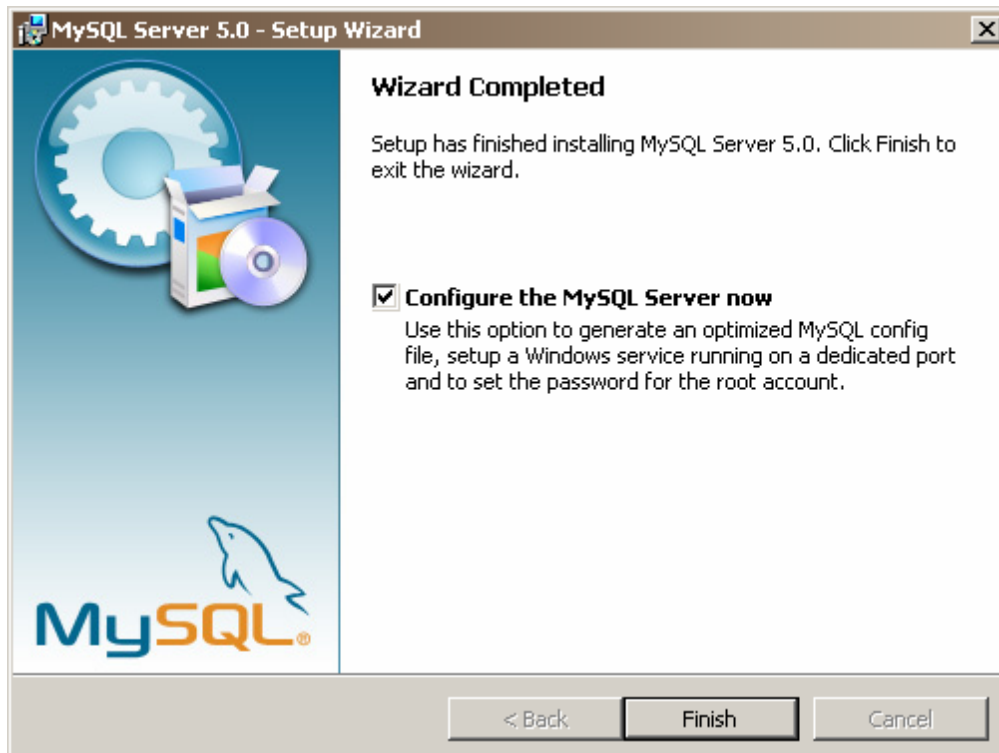 MySQL Server 5.0 - Setup Wizard
Wizard Completed
Setup has finished installing MySQL Server 5.0. Click Finish to
exit the wizard.
Configure the MySQL Server now
Use this option to generate an optimized MySQL config
file, setup a Windows service running on a dedicated port
and to set the password for the root account.
MySQL®
< Back
Finish
Cancel